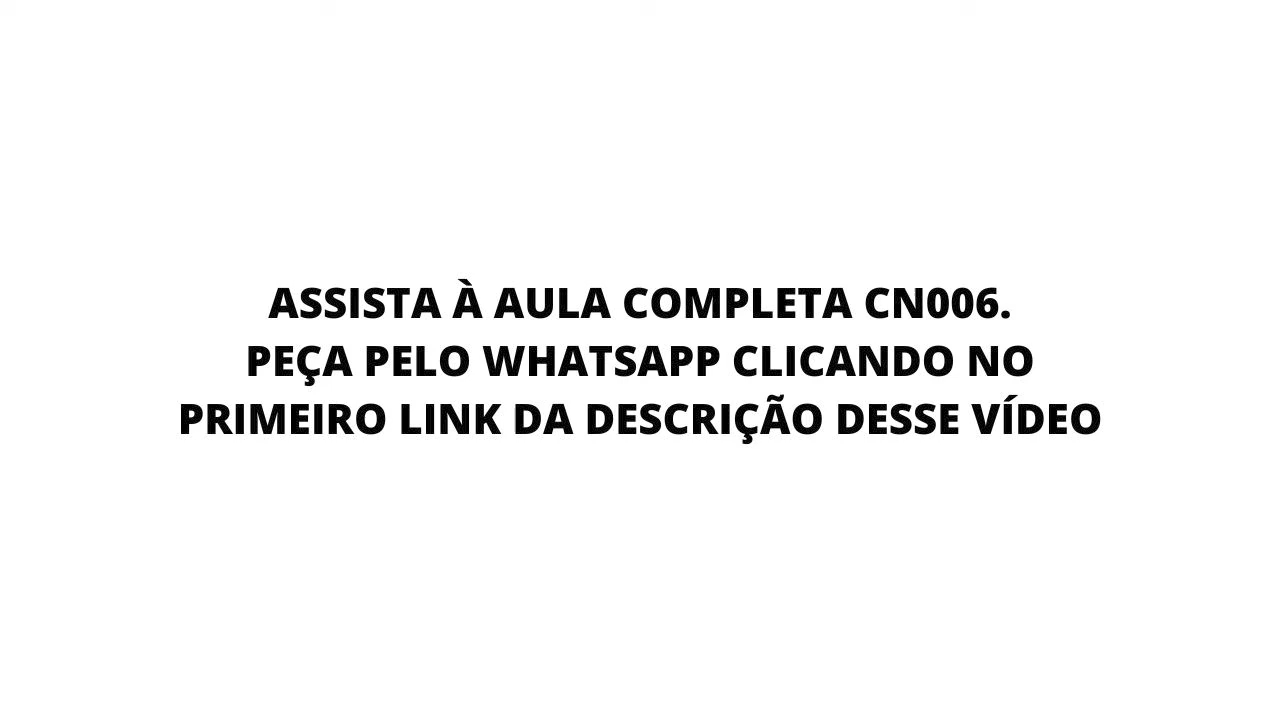 ASSISTA À AULA COMPLETA CN006.
PEÇA PELO WHATSAPP CLICANDO NO
PRIMEIRO LINK DA DESCRIÇÃO DESSE VÍDEO